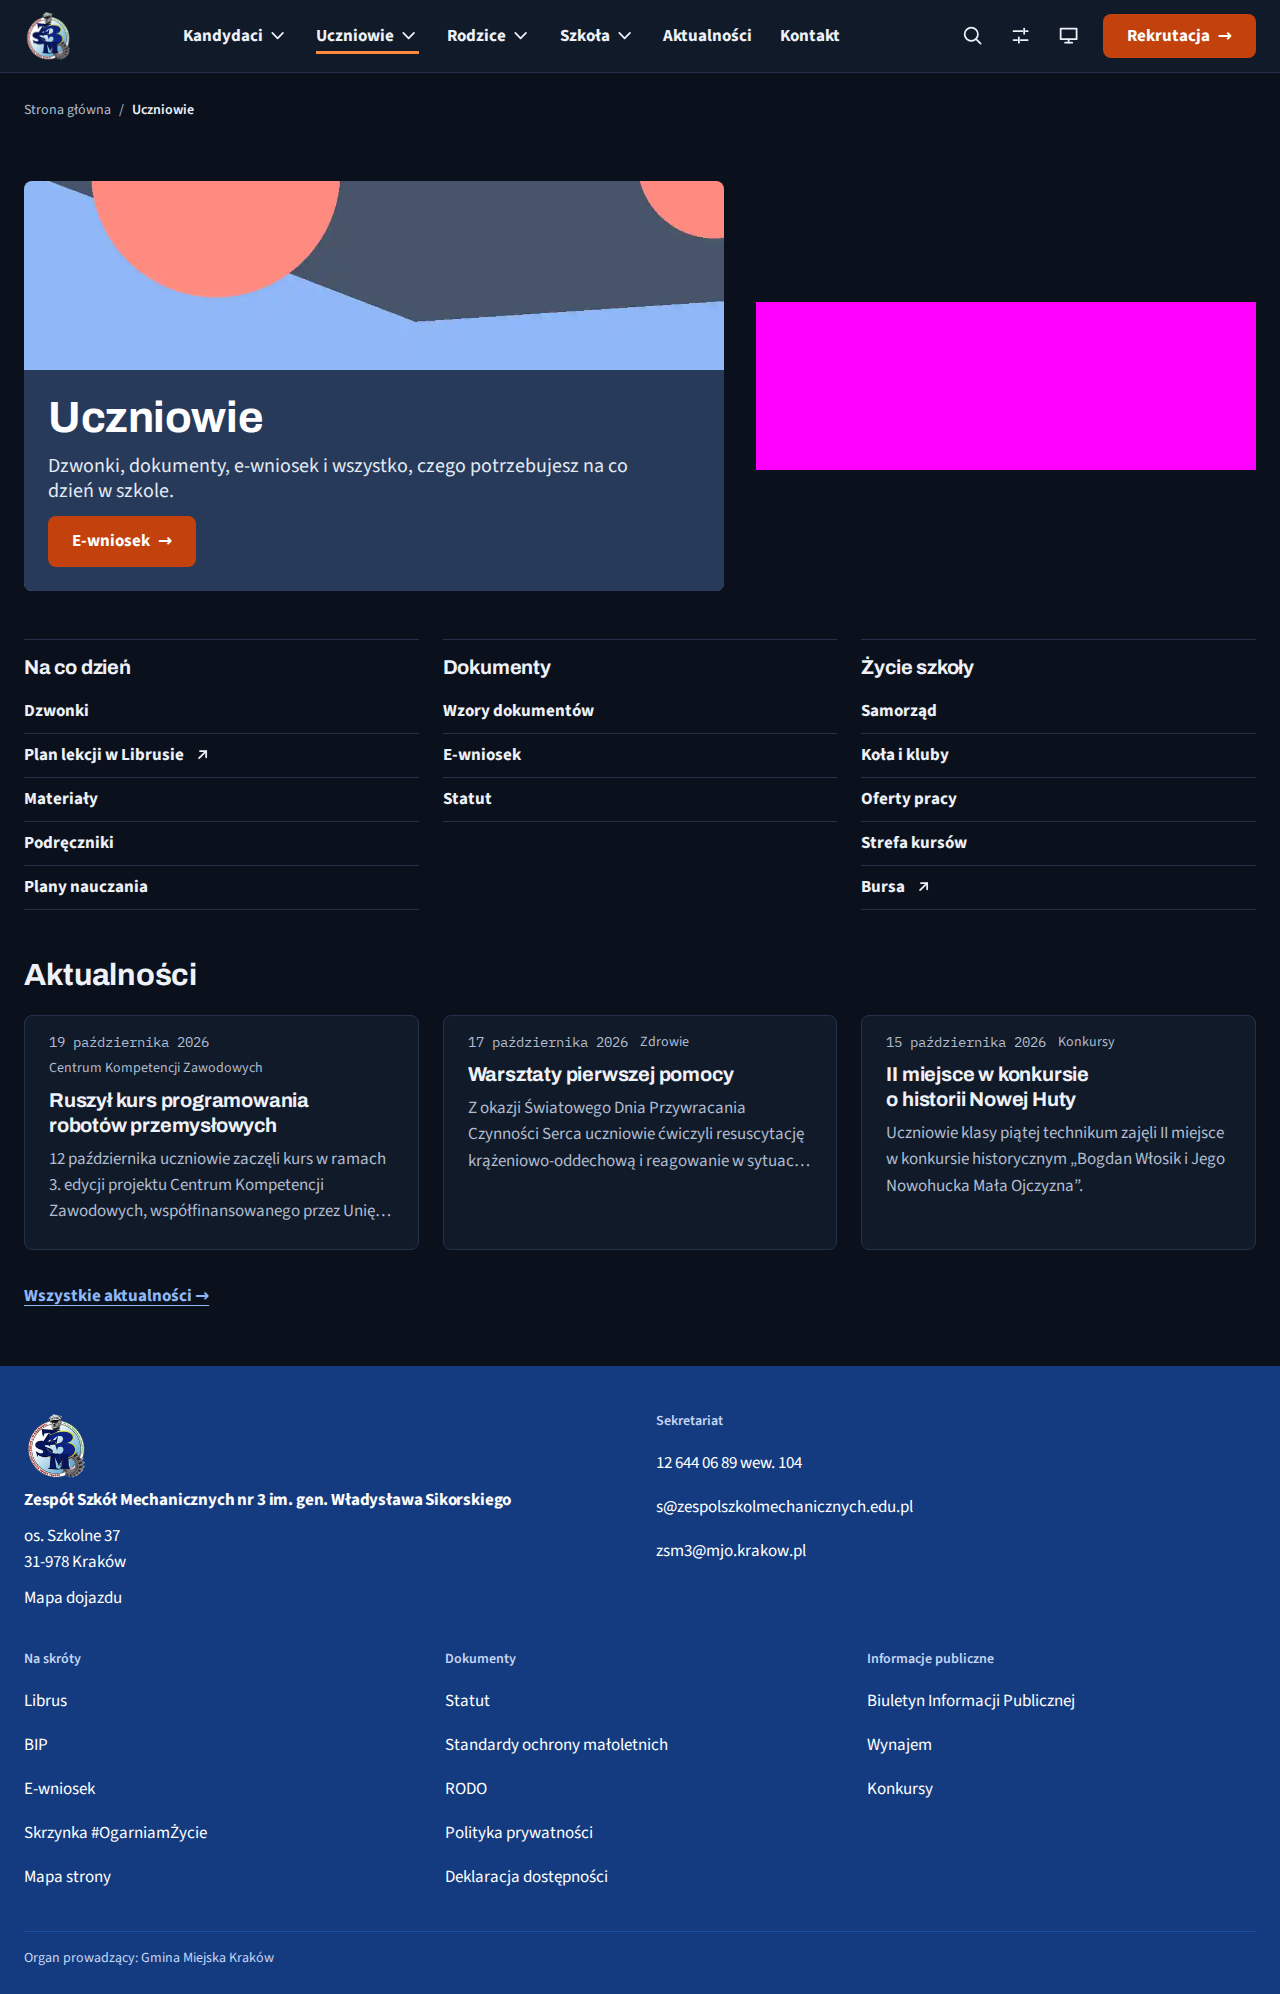 Kandydaci
Uczniowie
Rodzice
Szkoła
Aktualności
Kontakt
Rekrutacja →
Strona główna / Uczniowie
Uczniowie
Dzwonki, dokumenty, e-wniosek i wszystko, czego potrzebujesz na co
dzień w szkole.
E-wniosek →
Na co dzień
Dzwonki
Plan lekcji w Librusie ↗
Materiały
Podręczniki
Plany nauczania
Dokumenty
Wzory dokumentów
E-wniosek
Statut
Życie szkoły
Samorząd
Koła i kluby
Oferty pracy
Strefa kursów
Bursa ↗
Aktualności
19 października 2026
Centrum Kompetencji Zawodowych
Ruszył kurs programowania
robotów przemysłowych
12 października uczniowie zaczęli kurs w ramach
3. edycji projektu Centrum Kompetencji
Zawodowych, współfinansowanego przez Unię…
17 października 2026 Zdrowie
Warsztaty pierwszej pomocy
Z okazji Światowego Dnia Przywracania
Czynności Serca uczniowie ćwiczyli resuscytację
krążeniowo-oddechową i reagowanie w sytuac…
15 października 2026 Konkursy
II miejsce w konkursie
o historii Nowej Huty
Uczniowie klasy piątej technikum zajęli II miejsce
w konkursie historycznym „Bogdan Włosik i Jego
Nowohucka Mała Ojczyzna”.
Wszystkie aktualności →
Zespół Szkół Mechanicznych nr 3 im. gen. Władysława Sikorskiego
os. Szkolne 37
31-978 Kraków
Mapa dojazdu
Sekretariat
12 644 06 89 wew. 104
s@zespolszkolmechanicznych.edu.pl
zsm3@mjo.krakow.pl
Na skróty
Librus
BIP
E-wniosek
Skrzynka #OgarniamŻycie
Mapa strony
Dokumenty
Statut
Standardy ochrony małoletnich
RODO
Polityka prywatności
Deklaracja dostępności
Informacje publiczne
Biuletyn Informacji Publicznej
Wynajem
Konkursy
Organ prowadzący: Gmina Miejska Kraków